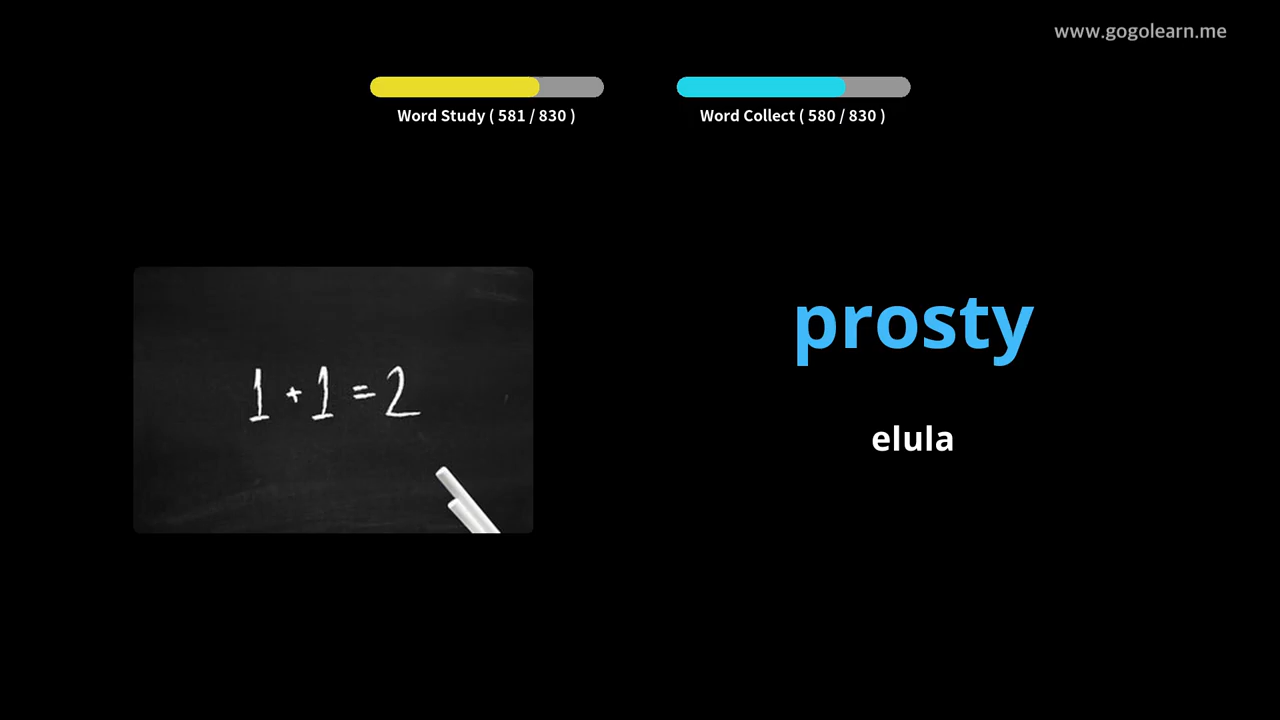 www.gogolearn.me
Word Study ( 581 / 830 )
Word Collect ( 580 / 830 )
1 + 1 = 2
prosty
elula